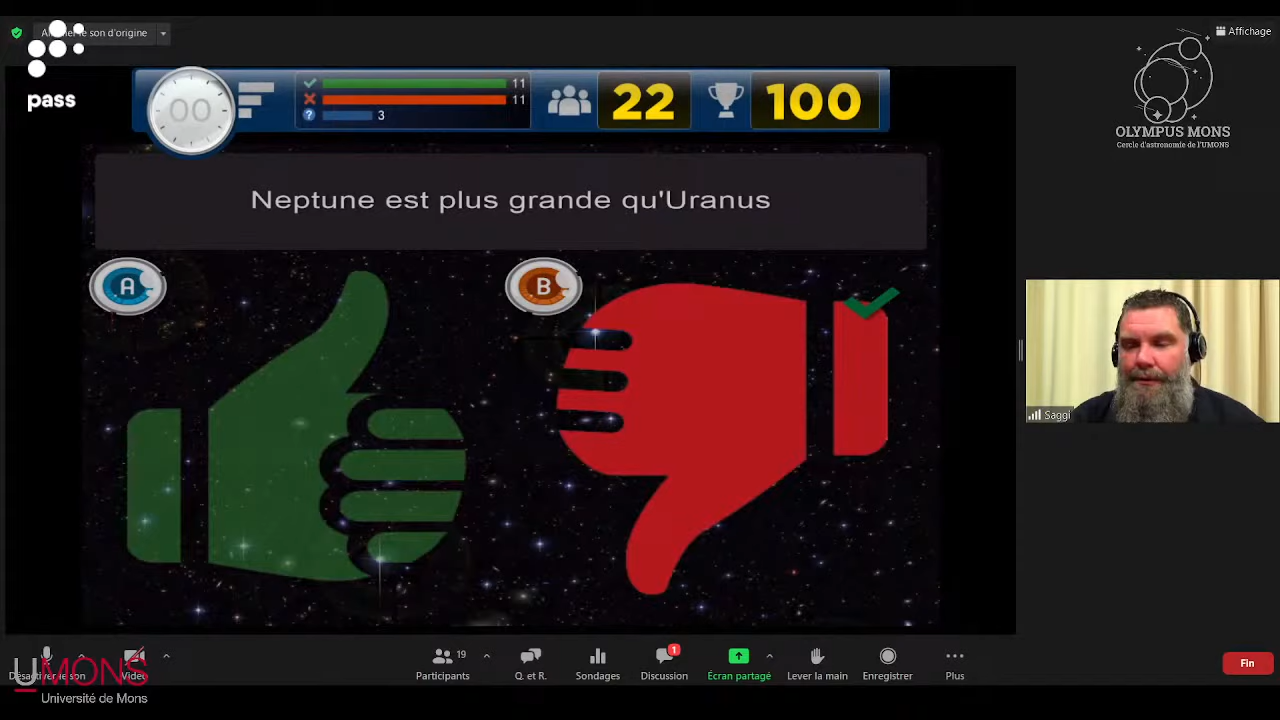 Affichage
pass
OLYMPUS MONS
Cercle d'astronomie de l'UMONS
00
11
11
3
22
100
Neptune est plus grande qu'Uranus
A
B
Saggi
19
1
Participants
Q. et R.
Sondages
Discussion
Écran partagé
Lever la main
Enregistrer
Plus
Fin
UMONS
Université de Mons